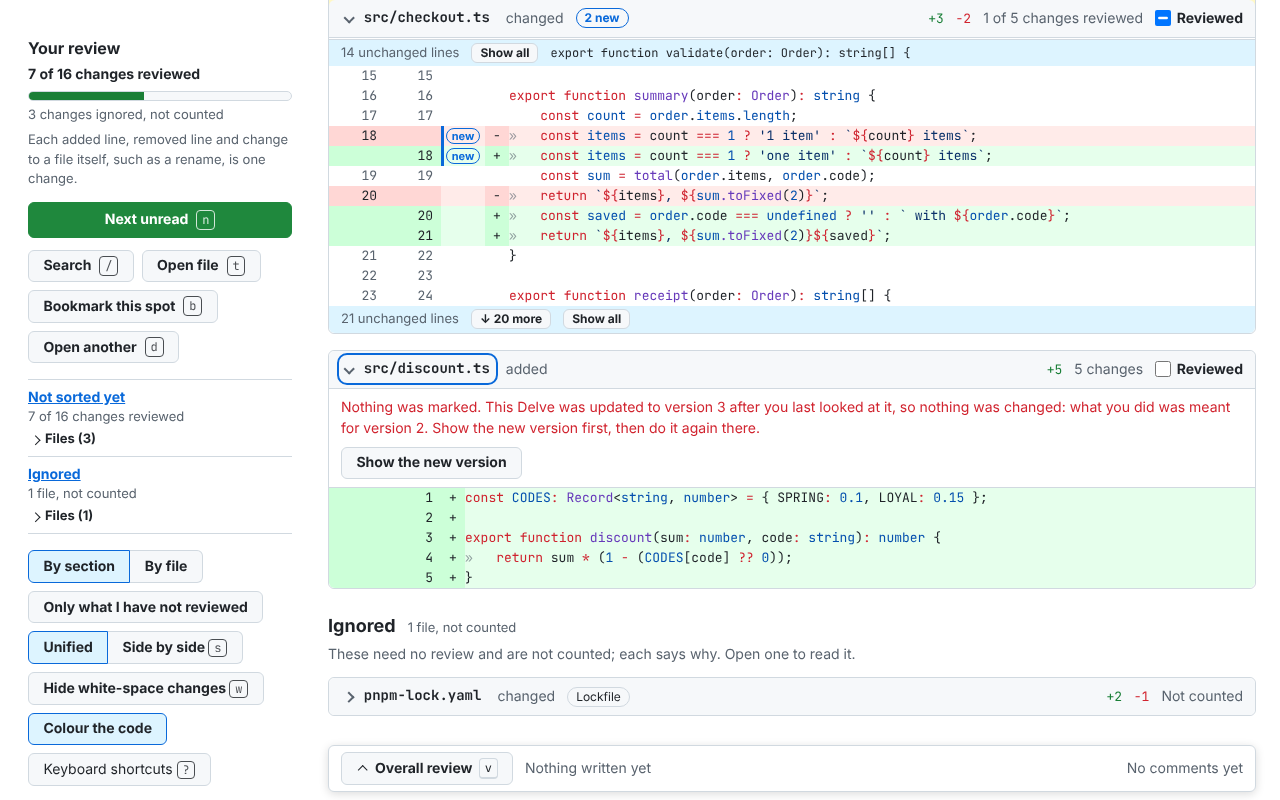 Your review
7 of 16 changes reviewed
3 changes ignored, not counted
Each added line, removed line and change
to a file itself, such as a rename, is one
change.
Next unread n
Search /
Open file t
Bookmark this spot b
Open another d
Not sorted yet
7 of 16 changes reviewed
Files (3)
Ignored
1 file, not counted
Files (1)
By section
By file
Only what I have not reviewed
Unified
Side by side s
Hide white-space changes w
Colour the code
Keyboard shortcuts ?
src/checkout.ts changed 2 new +3 -2 1 of 5 changes reviewed Reviewed
14 unchanged lines Show all export function validate(order: Order): string[] {
15 15
16 16 export function summary(order: Order): string {
17 17 const count = order.items.length;
18 new - » const items = count === 1 ? '1 item' : `${count} items`;
18 new + » const items = count === 1 ? 'one item' : `${count} items`;
19 19 const sum = total(order.items, order.code);
20 - » return `${items}, ${sum.toFixed(2)}`;
20 + » const saved = order.code === undefined ? '' : ` with ${order.code}`;
21 + » return `${items}, ${sum.toFixed(2)}${saved}`;
21 22 }
22 23
23 24 export function receipt(order: Order): string[] {
21 unchanged lines ↓ 20 more Show all
src/discount.ts added +5 5 changes Reviewed
Nothing was marked. This Delve was updated to version 3 after you last looked at it, so nothing was changed: what you did was meant
for version 2. Show the new version first, then do it again there.
Show the new version
1 + const CODES: Record<string, number> = { SPRING: 0.1, LOYAL: 0.15 };
2 +
3 + export function discount(sum: number, code: string): number {
4 + » return sum * (1 - (CODES[code] ?? 0));
5 + }
Ignored 1 file, not counted
These need no review and are not counted; each says why. Open one to read it.
pnpm-lock.yaml changed Lockfile +2 -1 Not counted
Overall review v Nothing written yet No comments yet